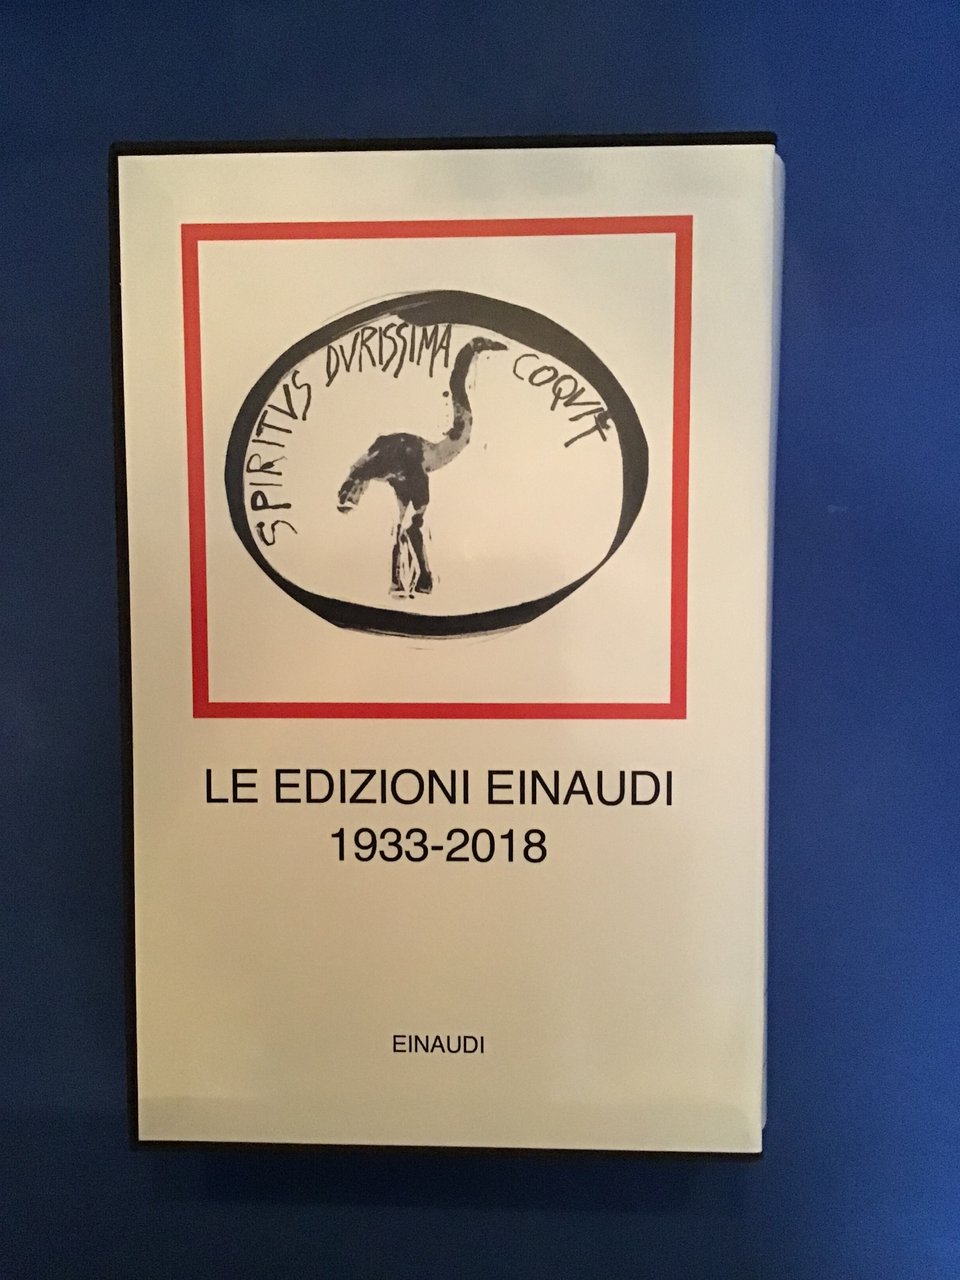 SPIRITVS DVRISSIMA COQVIT
LE EDIZIONI EINAUDI
1933-2018
EINAUDI